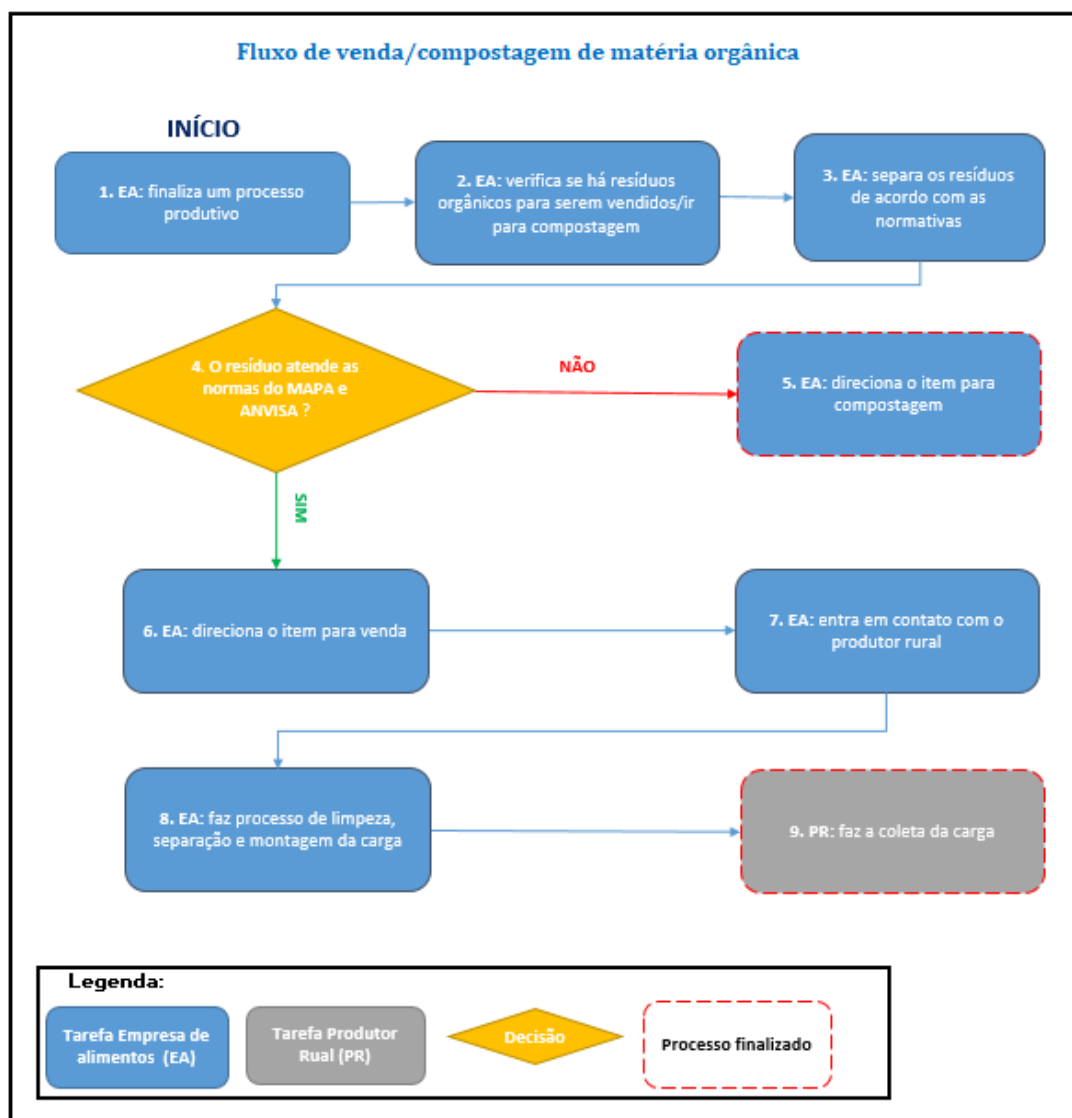 Fluxo de venda/compostagem de matéria orgânica
INÍCIO
1. EA: finaliza um processo
produtivo
2. EA: verifica se há resíduos
orgânicos para serem vendidos/ir
para compostagem
3. EA: separa os resíduos
de acordo com as
normativas
4. O resíduo atende as
normas do MAPA e
ANVISA ?
NÃO
5. EA: direciona o item para
compostagem
SIM
6. EA: direciona o item para venda
7. EA: entra em contato com o
produtor rural
8. EA: faz processo de limpeza,
separação e montagem da carga
9. PR: faz a coleta da carga
Legenda:
Tarefa Empresa de
alimentos (EA)
Tarefa Produtor
Rual (PR)
Decisão
Processo finalizado